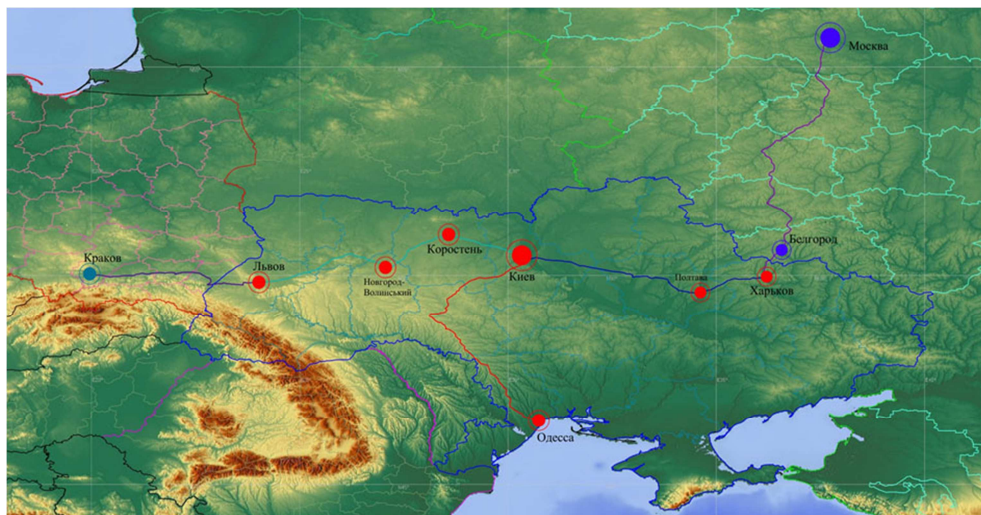 Москва
Белгород
Краков
Львов
Коростень
Новгород-
Волинський
Киев
Полтава
Харьков
Одесса